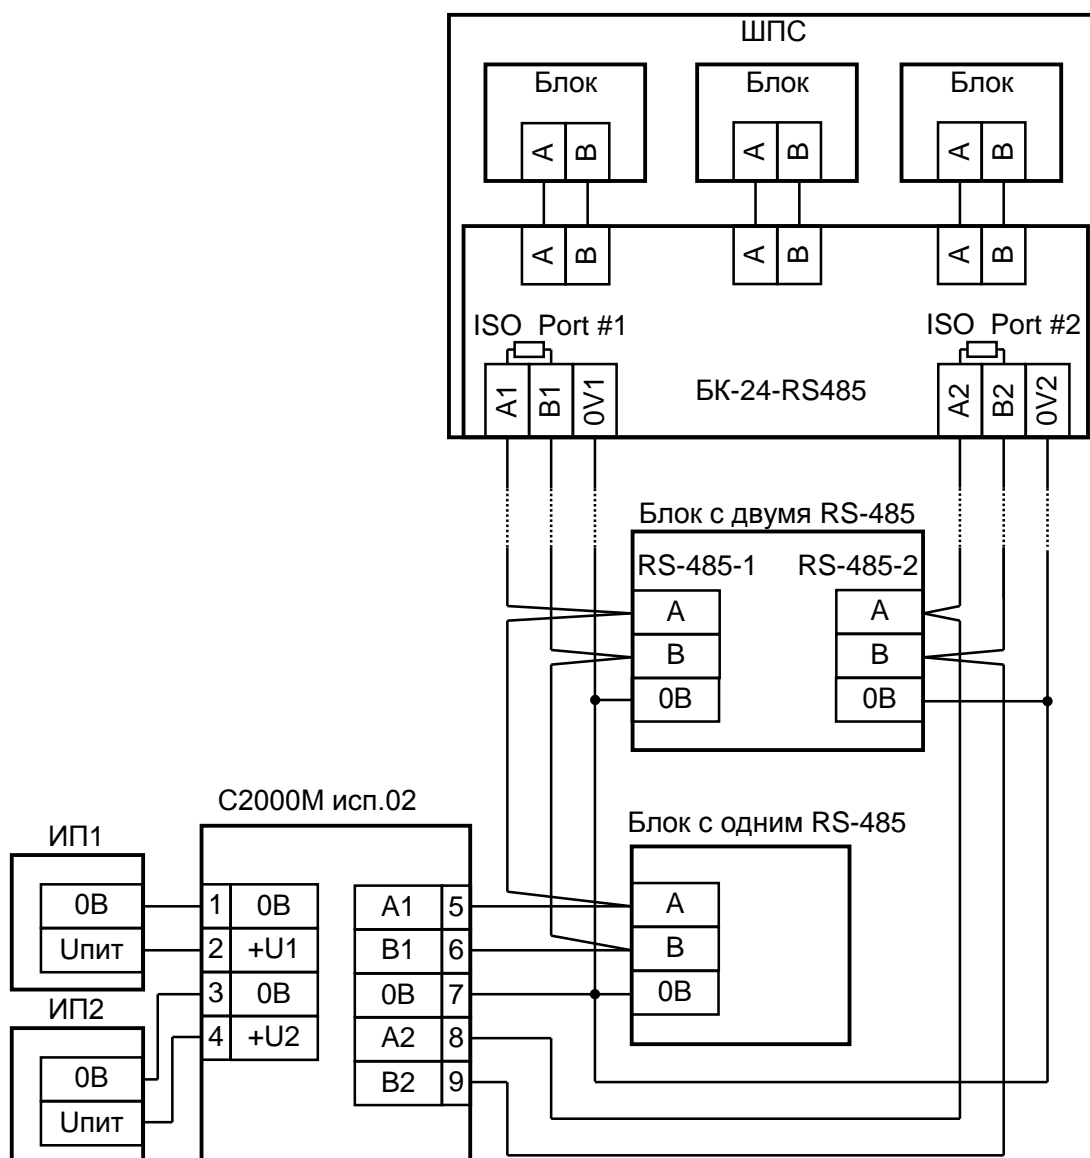 ШПС
Блок Блок Блок
A B A B A B
A B A B A B
ISO Port #1 ISO Port #2
A1 B1 0V1 БК-24-RS485 A2 B2 0V2
Блок с двумя RS-485
RS-485-1 RS-485-2
A A
B B
0В 0В
С2000М исп.02
Блок с одним RS-485
ИП1
0В 1 0В A1 5 A
Uпит 2 +U1 B1 6 B
ИП2 3 0В 0В 7 0В
4 +U2 A2 8
0В B2 9
Uпит